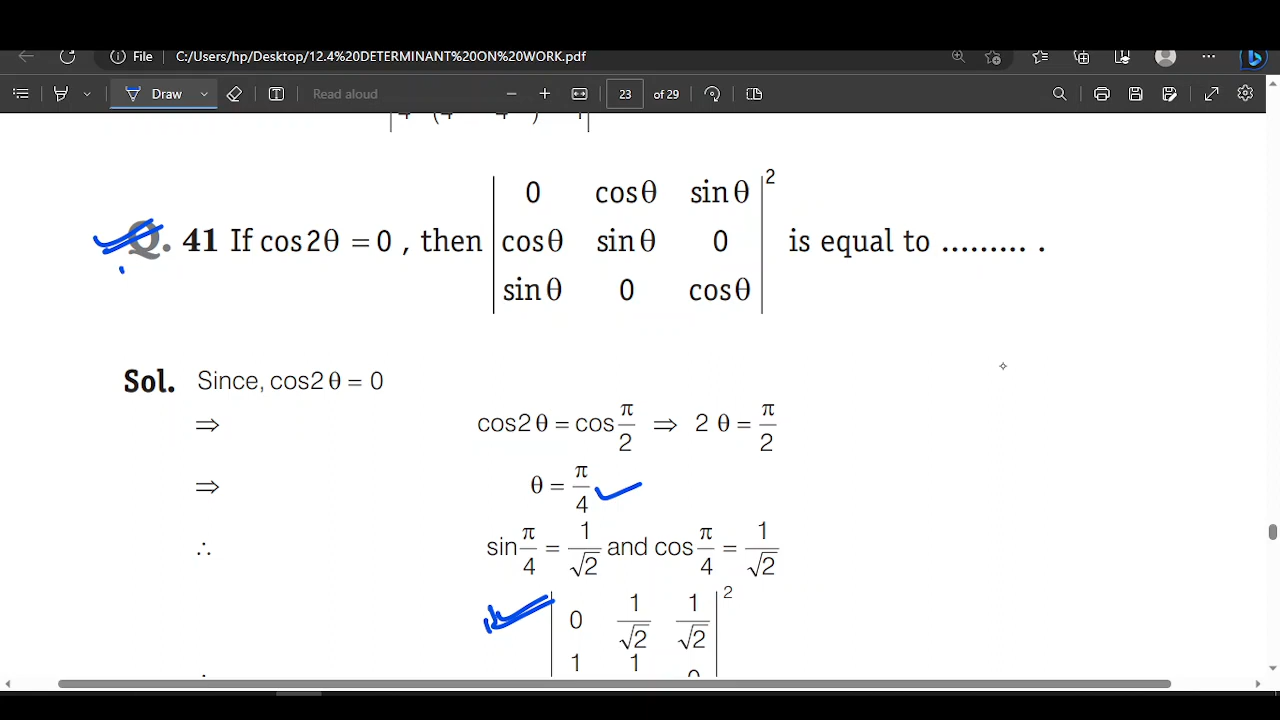 File C:/Users/hp/Desktop/12.4%20DETERMINANT%20ON%20WORK.pdf
Draw Read aloud 23 of 29
Q. 41 If cos2θ = 0 , then | 0 cosθ sinθ |² is equal to ......... .
| cosθ sinθ 0 |
| sinθ 0 cosθ |
Sol. Since, cos2θ = 0
⇒ cos2θ = cos π/2 ⇒ 2 θ = π/2
⇒ θ = π/4
∴ sin π/4 = 1/√2 and cos π/4 = 1/√2
| 0 1/√2 1/√2 |²
1 1